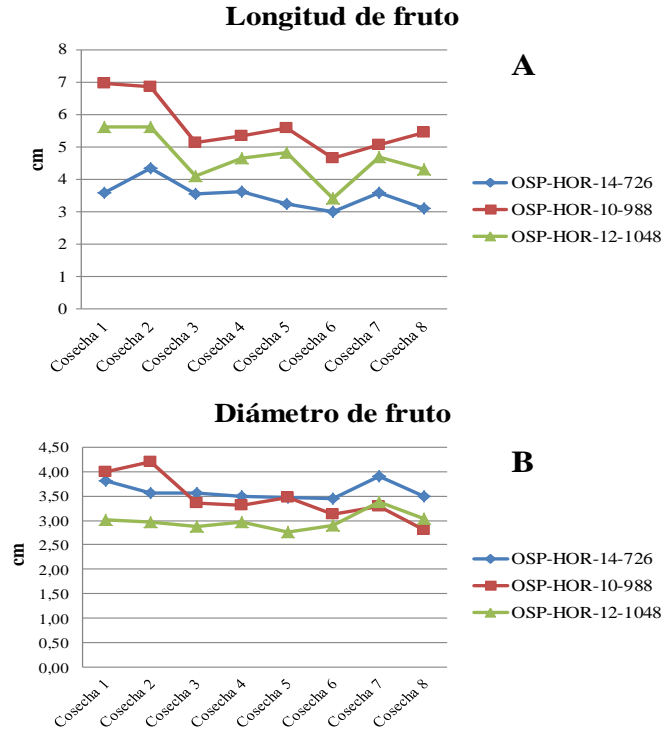 Longitud de fruto
A
8
7
6
5
4
3
2
1
0
cm
Cosecha 1
Cosecha 2
Cosecha 3
Cosecha 4
Cosecha 5
Cosecha 6
Cosecha 7
Cosecha 8
OSP-HOR-14-726
OSP-HOR-10-988
OSP-HOR-12-1048
Diámetro de fruto
B
4,50
4,00
3,50
3,00
2,50
2,00
1,50
1,00
0,50
0,00
cm
Cosecha 1
Cosecha 2
Cosecha 3
Cosecha 4
Cosecha 5
Cosecha 6
Cosecha 7
Cosecha 8
OSP-HOR-14-726
OSP-HOR-10-988
OSP-HOR-12-1048